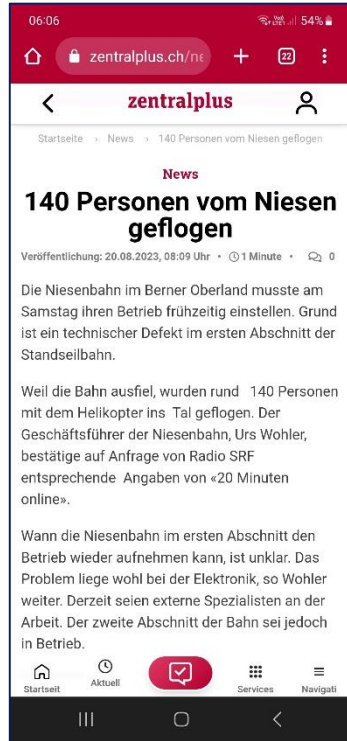 06:06 54%
zentralplus.ch/ne + 22
zentralplus
Startseite › News › 140 Personen vom Niesen geflogen
News
140 Personen vom Niesen
geflogen
Veröffentlichung: 20.08.2023, 08:09 Uhr • 1 Minute • 0
Die Niesenbahn im Berner Oberland musste am
Samstag ihren Betrieb frühzeitig einstellen. Grund
ist ein technischer Defekt im ersten Abschnitt der
Standseilbahn.
Weil die Bahn ausfiel, wurden rund 140 Personen
mit dem Helikopter ins Tal geflogen. Der
Geschäftsführer der Niesenbahn, Urs Wohler,
bestätige auf Anfrage von Radio SRF
entsprechende Angaben von «20 Minuten
online».
Wann die Niesenbahn im ersten Abschnitt den
Betrieb wieder aufnehmen kann, ist unklar. Das
Problem liege wohl bei der Elektronik, so Wohler
weiter. Derzeit seien externe Spezialisten an der
Arbeit. Der zweite Abschnitt der Bahn sei jedoch
in Betrieb.
Startseit Aktuell Services Navigati